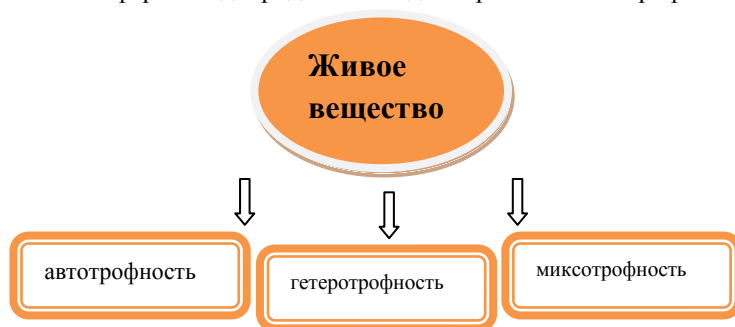 Живое
вещество
автотрофность
гетеротрофность
миксотрофность